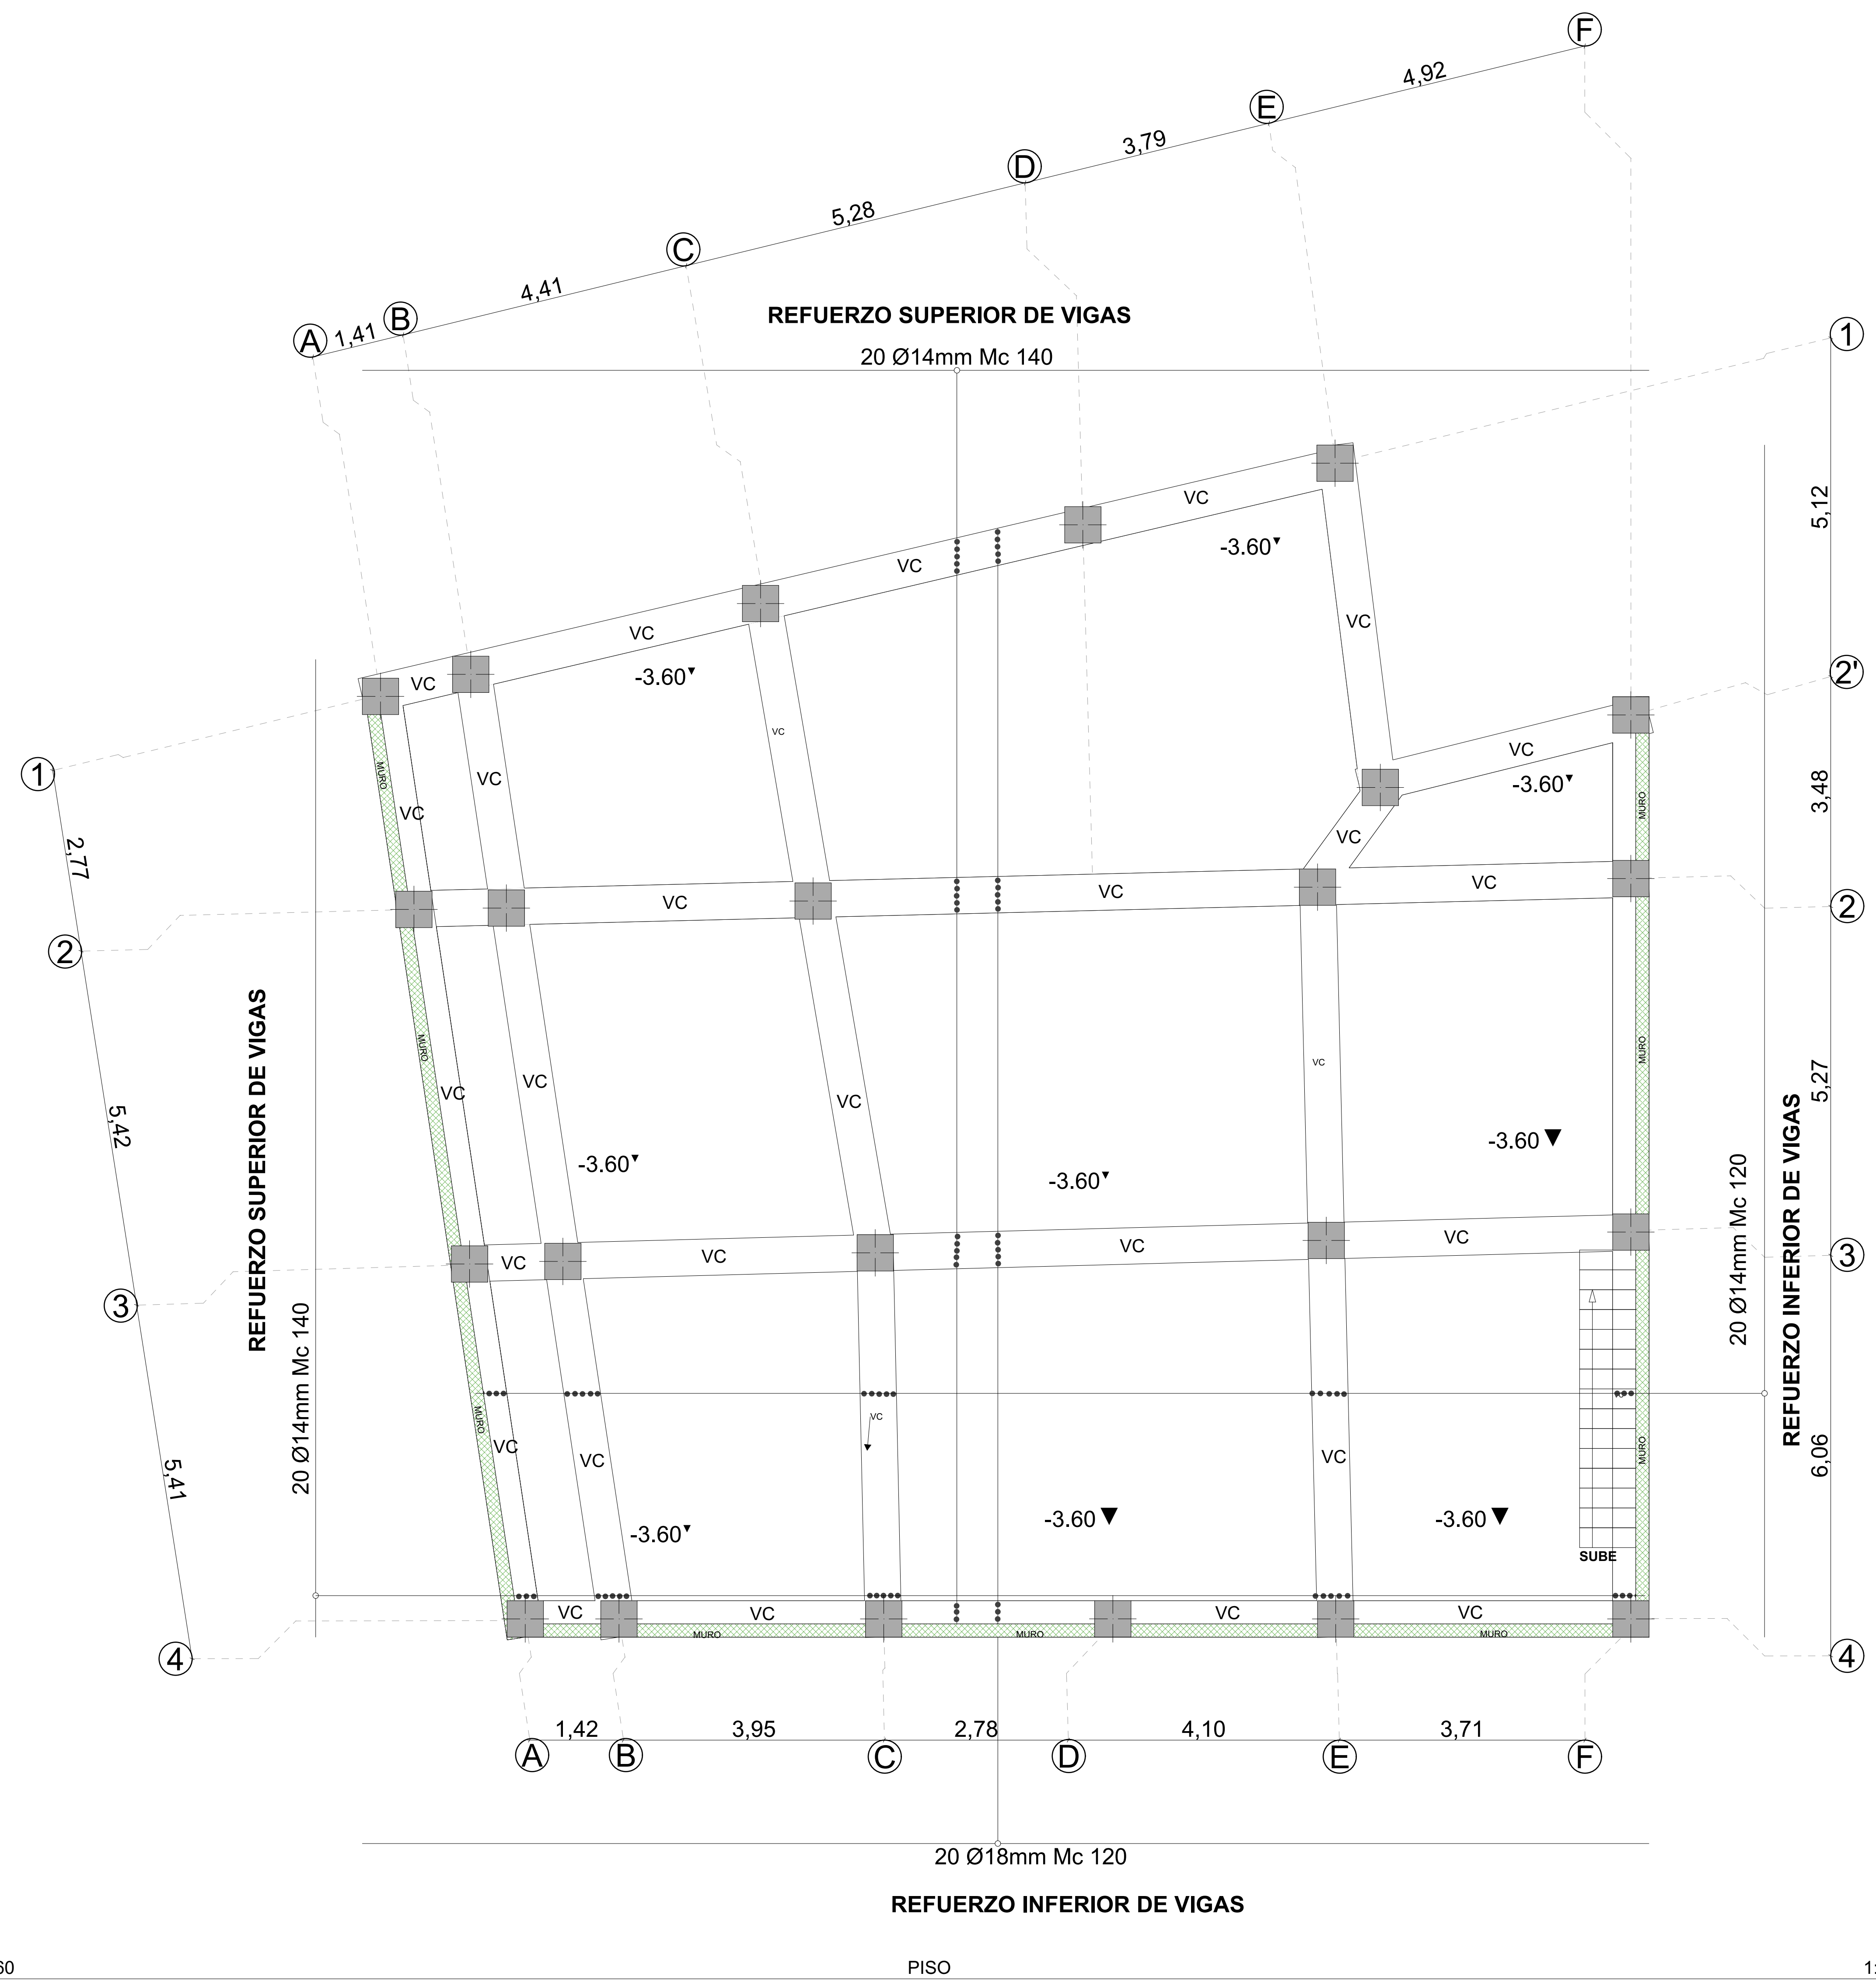 F
4,92
E
3,79
D
5,28
C
4,41
B
1,41
A
REFUERZO SUPERIOR DE VIGAS
20 Ø14mm Mc 140
1
5,12
VC
-3.60
VC
VC
VC
VC
-3.60
2'
VC
VC
-3.60
1
MURO
VC
VC
VC
3,48
MURO
2,77
VC
VC
VC
VC
2
2
REFUERZO SUPERIOR DE VIGAS
MURO
VC
VC
VC
VC
MURO
5,27
5,42
-3.60
-3.60
-3.60
20 Ø14mm Mc 120
REFUERZO INFERIOR DE VIGAS
VC
VC
VC
VC
3
3
20 Ø14mm Mc 140
MURO
VC
VC
VC
VC
MURO
6,06
5,41
-3.60
-3.60
-3.60
SUBE
VC
VC
VC
VC
MURO
MURO
MURO
4
4
1,42
3,95
2,78
4,10
3,71
A
B
C
D
E
F
20 Ø18mm Mc 120
REFUERZO INFERIOR DE VIGAS
PISO